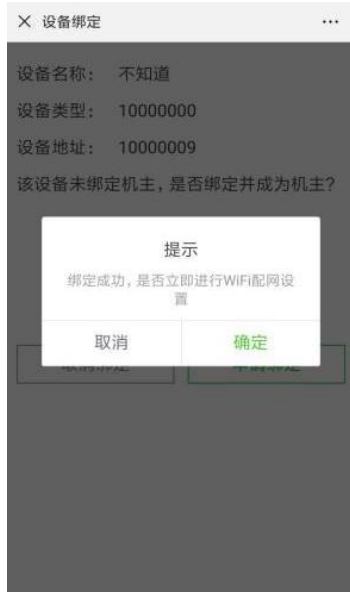 设备绑定
设备名称： 不知道
设备类型： 10000000
设备地址： 10000009
该设备未绑定机主，是否绑定并成为机主?
提示
绑定成功，是否立即进行WiFi配网设
置
取消 确定